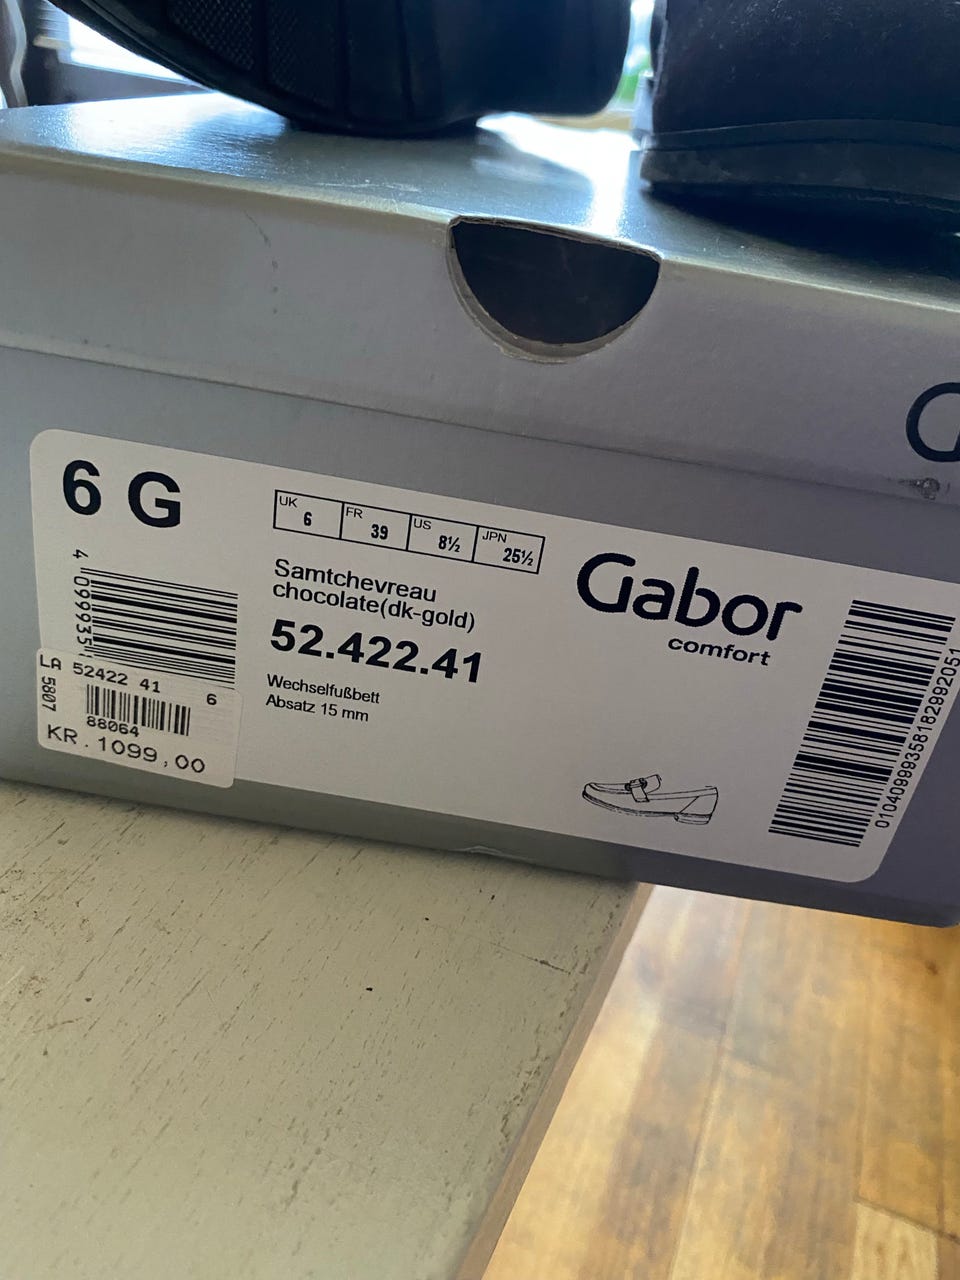 6 G
UK 6 FR 39 US 8½ JPN 25½
Samtchevreau
chocolate(dk-gold)
52.422.41
Wechselfußbett
Absatz 15 mm
Gabor
comfort
LA 52422 41 6
5807
88064
KR. 1099,00